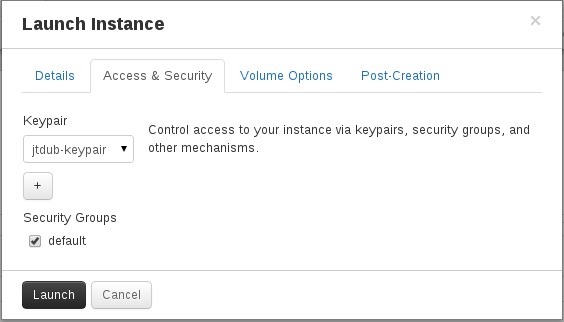 Launch Instance ×
Details Access & Security Volume Options Post-Creation
Keypair
jtdub-keypair
+
Control access to your instance via keypairs, security groups, and
other mechanisms.
Security Groups
default
Launch Cancel